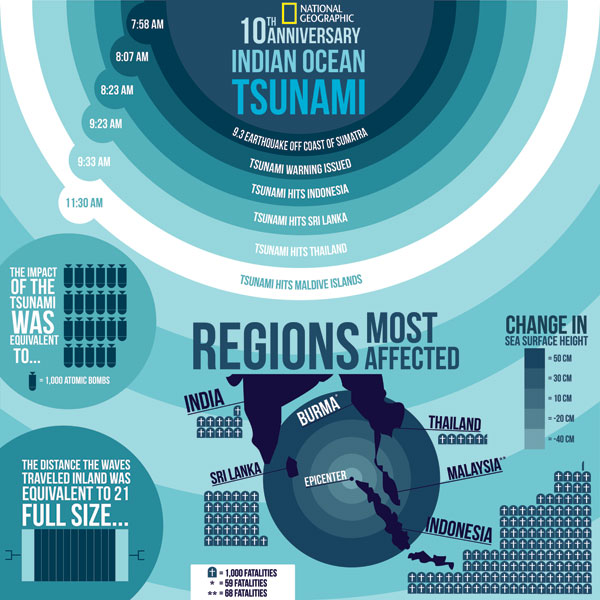 NATIONAL
GEOGRAPHIC
10TH ANNIVERSARY
INDIAN OCEAN
TSUNAMI
7:58 AM
8:07 AM
8:23 AM
9:23 AM
9:33 AM
11:30 AM
9.3 EARTHQUAKE OFF COAST OF SUMATRA
TSUNAMI WARNING ISSUED
TSUNAMI HITS INDONESIA
TSUNAMI HITS SRI LANKA
TSUNAMI HITS THAILAND
TSUNAMI HITS MALDIVE ISLANDS
THE IMPACT
OF THE
TSUNAMI
WAS
EQUIVALENT
TO...
= 1,000 ATOMIC BOMBS
REGIONS MOST
AFFECTED
CHANGE IN
SEA SURFACE HEIGHT
= 50 CM
= 30 CM
= 10 CM
= -20 CM
= -40 CM
INDIA
BURMA*
THAILAND
SRI LANKA
EPICENTER
MALAYSIA**
INDONESIA
THE DISTANCE THE WAVES
TRAVELED INLAND WAS
EQUIVALENT TO 21
FULL SIZE...
= 1,000 FATALITIES
* = 59 FATALITIES
** = 68 FATALITIES